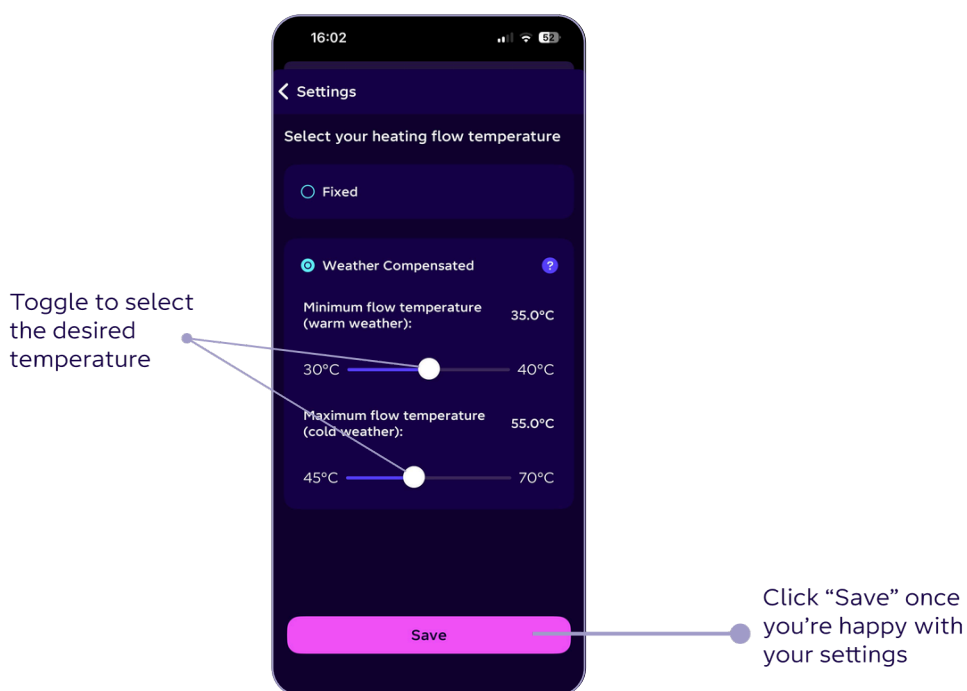 16:02
52
Settings
Select your heating flow temperature
Fixed
Weather Compensated ?
Minimum flow temperature
(warm weather):
35.0°C
30°C 40°C
Maximum flow temperature
(cold weather):
55.0°C
45°C 70°C
Save
Toggle to select
the desired
temperature
Click “Save” once
you’re happy with
your settings